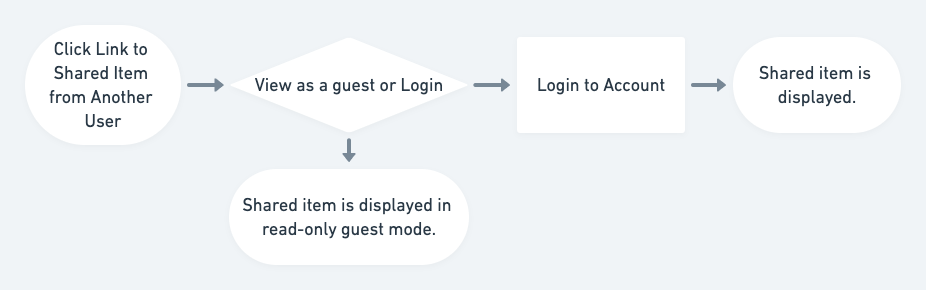 Click Link to
Shared Item
from Another
User
View as a guest or Login
Login to Account
Shared item is
displayed.
Shared item is displayed in
read-only guest mode.